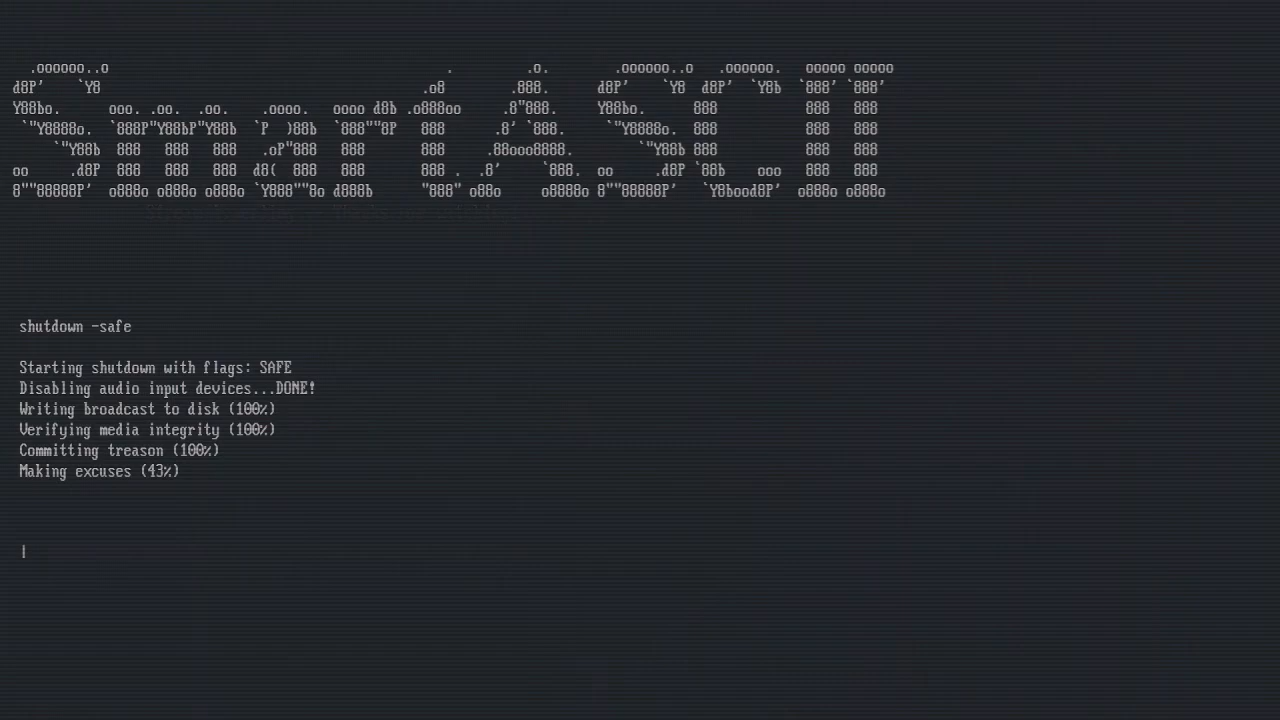 SmartASCII
shutdown -safe
Starting shutdown with flags: SAFE
Disabling audio input devices...DONE!
Writing broadcast to disk (100%)
Verifying media integrity (100%)
Committing treason (100%)
Making excuses (43%)